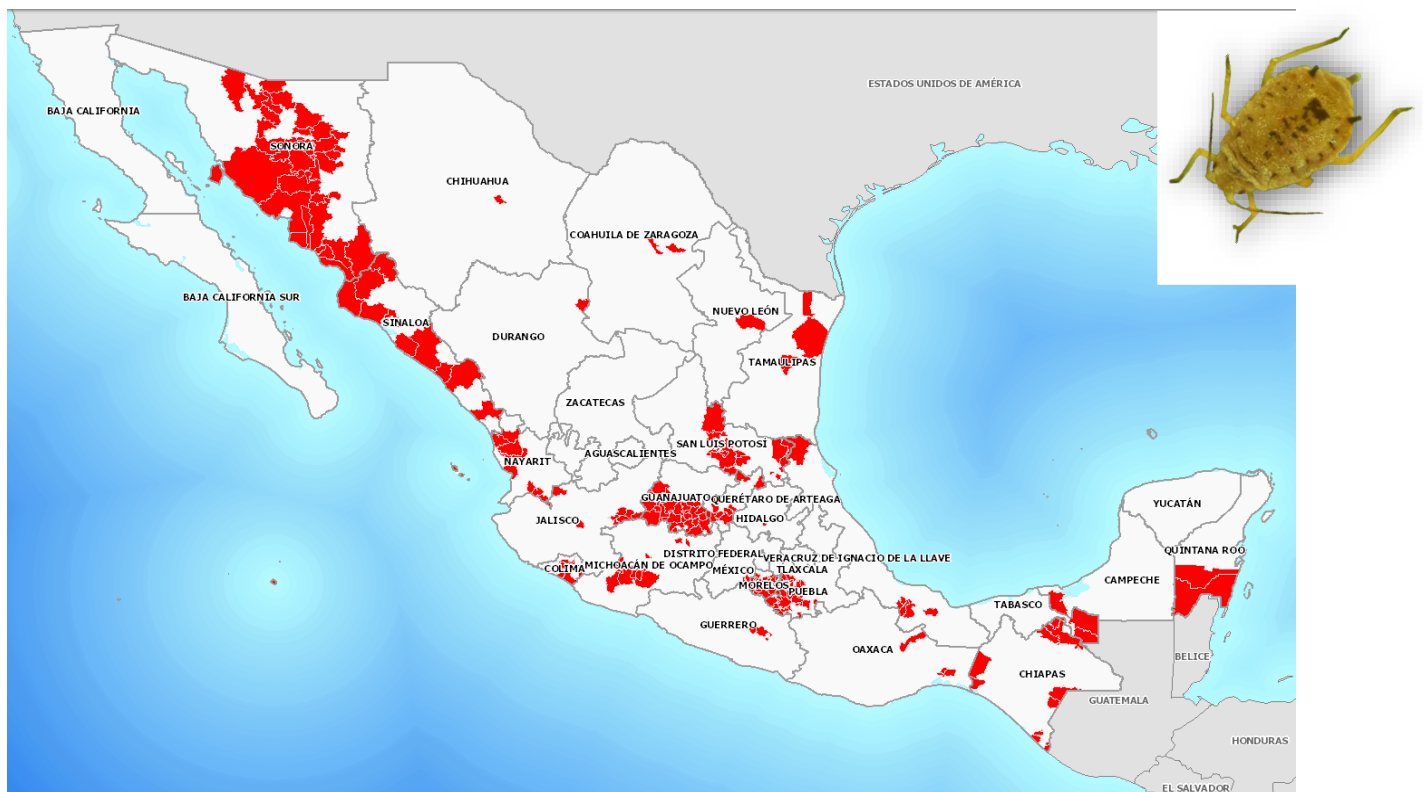 ESTADOS UNIDOS DE AMÉRICA
BAJA CALIFORNIA
SONORA
CHIHUAHUA
COAHUILA DE ZARAGOZA
BAJA CALIFORNIA SUR
NUEVO LEÓN
SINALOA
DURANGO
TAMAULIPAS
ZACATECAS
SAN LUIS POTOSÍ
AGUASCALIENTES
NAYARIT
GUANAJUATO
QUERÉTARO DE ARTEAGA
YUCATÁN
JALISCO
HIDALGO
QUINTANA ROO
DISTRITO FEDERAL
VERACRUZ DE IGNACIO DE LA LLAVE
COLIMA
MICHOACÁN DE OCAMPO
MÉXICO
TLAXCALA
CAMPECHE
MORELOS
PUEBLA
TABASCO
GUERRERO
OAXACA
BELICE
CHIAPAS
GUATEMALA
HONDURAS
EL SALVADOR